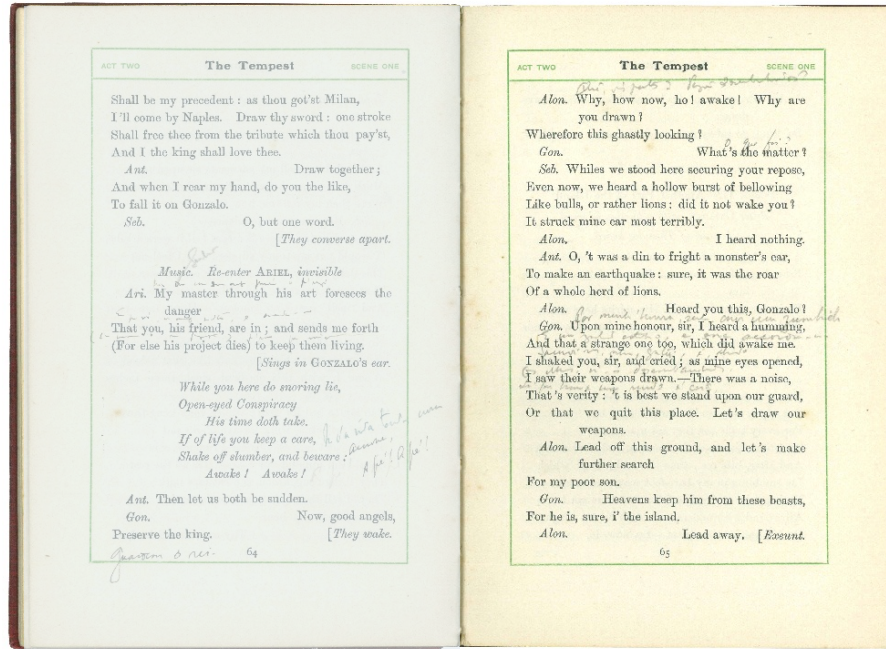 ACT TWO The Tempest SCENE ONE
Shall be my precedent : as thou got'st Milan,
I'll come by Naples. Draw thy sword : one stroke
Shall free thee from the tribute which thou pay'st,
And I the king shall love thee.
Ant. Draw together ;
And when I rear my hand, do you the like,
To fall it on Gonzalo.
Seb. O, but one word.
[They converse apart.
Music. Re-enter ARIEL, invisible
Ari. My master through his art foresees the
danger
That you, his friend, are in ; and sends me forth
(For else his project dies) to keep them living.
[Sings in GONZALO'S ear.
While you here do snoring lie,
Open-eyed Conspiracy
His time doth take.
If of life you keep a care,
Shake off slumber, and beware :
Awake ! Awake !
Ant. Then let us both be sudden.
Gon. Now, good angels,
Preserve the king. [They wake.
64
ACT TWO The Tempest SCENE ONE
Alon. Why, how now, ho ! awake ! Why are
you drawn ?
Wherefore this ghastly looking ?
Gon. What's the matter ?
Seb. Whiles we stood here securing your repose,
Even now, we heard a hollow burst of bellowing
Like bulls, or rather lions : did it not wake you ?
It struck mine ear most terribly.
Alon. I heard nothing.
Ant. O, 't was a din to fright a monster's ear,
To make an earthquake : sure, it was the roar
Of a whole herd of lions.
Alon. Heard you this, Gonzalo ?
Gon. Upon mine honour, sir, I heard a humming,
And that a strange one too, which did awake me.
I shaked you, sir, and cried ; as mine eyes opened,
I saw their weapons drawn.—There was a noise,
That's verity : 't is best we stand upon our guard,
Or that we quit this place. Let's draw our
weapons.
Alon. Lead off this ground, and let's make
further search
For my poor son.
Gon. Heavens keep him from these beasts,
For he is, sure, i' the island.
Alon. Lead away. [Exeunt.
65